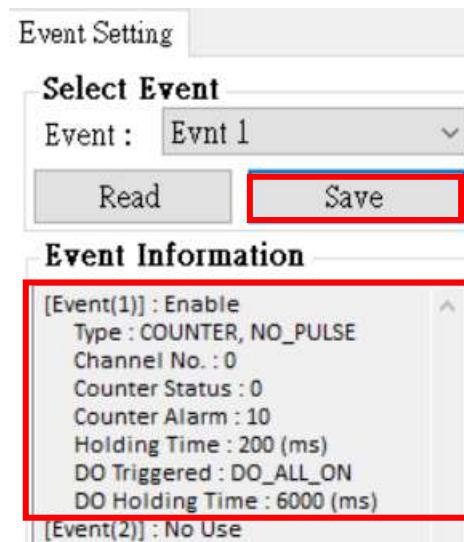 Event Setting
Select Event
Event : Evnt 1
Read Save
Event Information
[Event(1)] : Enable
Type : COUNTER, NO_PULSE
Channel No. : 0
Counter Status : 0
Counter Alarm : 10
Holding Time : 200 (ms)
DO Triggered : DO_ALL_ON
DO Holding Time : 6000 (ms)
[Event(2)] : No Use